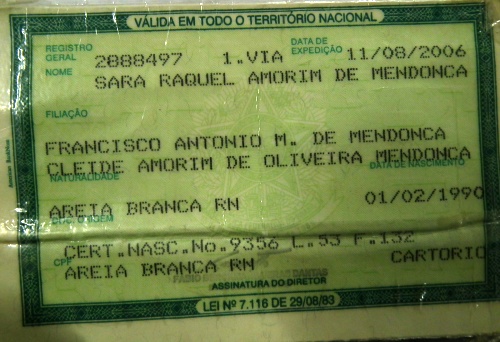 VÁLIDA EM TODO O TERRITÓRIO NACIONAL
REGISTRO GERAL 2888497 1.VIA DATA DE EXPEDIÇÃO 11/08/2006
NOME SARA RAQUEL AMORIM DE MENDONCA
FILIAÇÃO
FRANCISCO ANTONIO M. DE MENDONCA
CLEIDE AMORIM DE OLIVEIRA MENDONCA
NATURALIDADE DATA DE NASCIMENTO
AREIA BRANCA RN 01/02/1990
DOC. ORIGEM
CERT.NASC.No.9356 L.53 F.132
CPF AREIA BRANCA RN CARTORIO
ASSINATURA DO DIRETOR
LEI Nº 7.116 DE 29/08/83